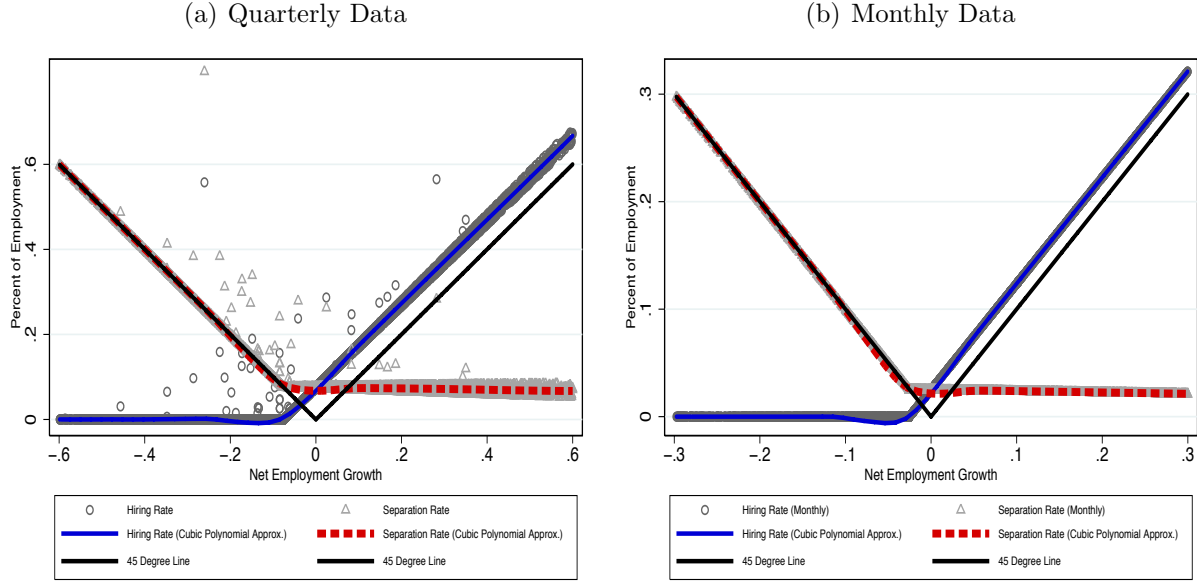 (a) Quarterly Data
Percent of Employment
.6
.4
.2
0
-.6 -.4 -.2 0 .2 .4 .6
Net Employment Growth
Hiring Rate Separation Rate
Hiring Rate (Cubic Polynomial Approx.) Separation Rate (Cubic Polynomial Approx.)
45 Degree Line 45 Degree Line
(b) Monthly Data
Percent of Employment
.3
.2
.1
0
-.3 -.2 -.1 0 .1 .2 .3
Net Employment Growth
Hiring Rate (Monthly) Separation Rate (Monthly)
Hiring Rate (Cubic Polynomial Approx.) Separation Rate (Cubic Polynomial Approx.)
45 Degree Line 45 Degree Line